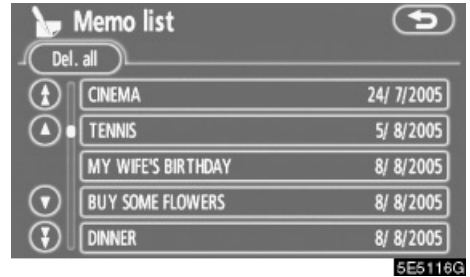 Memo list
Del. all
CINEMA 24/ 7/2005
TENNIS 5/ 8/2005
MY WIFE'S BIRTHDAY 8/ 8/2005
BUY SOME FLOWERS 8/ 8/2005
DINNER 8/ 8/2005
5E5116G